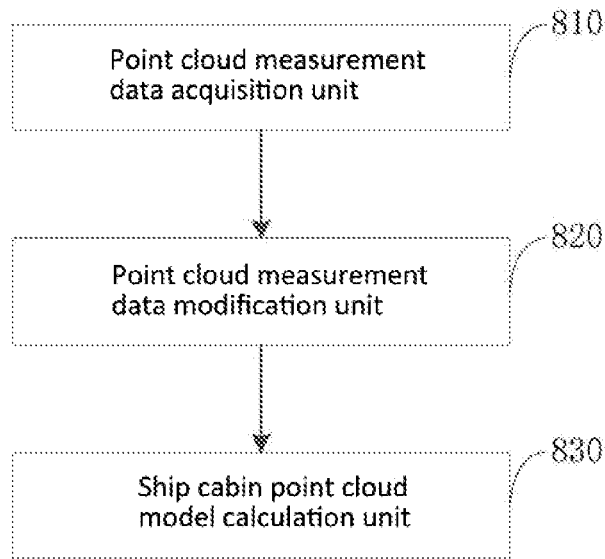 810
Point cloud measurement
data acquisition unit
820
Point cloud measurement
data modification unit
830
Ship cabin point cloud
model calculation unit